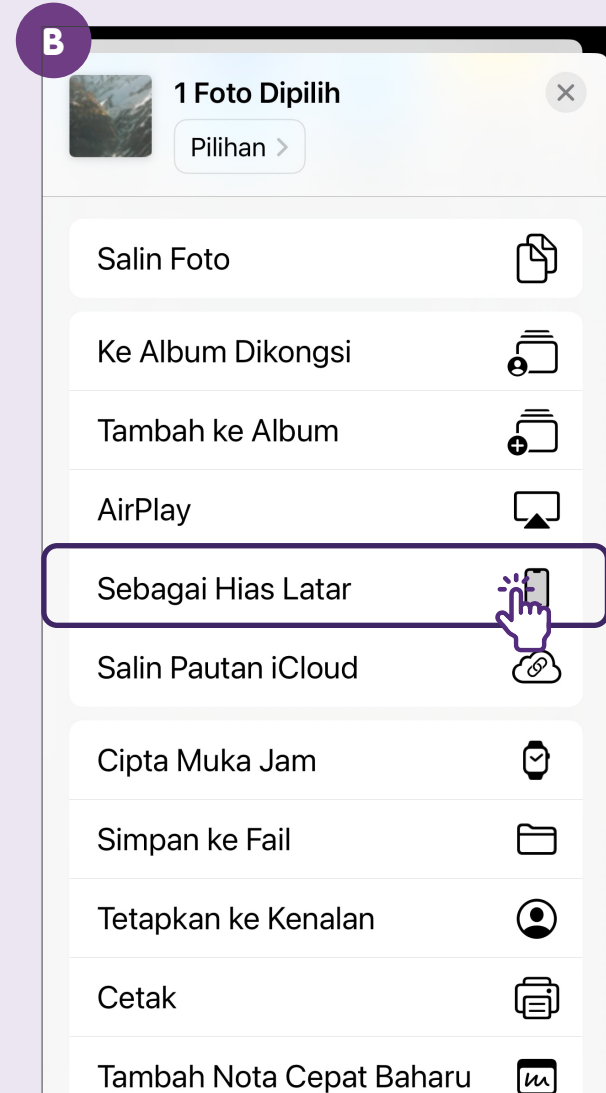 B
1 Foto Dipilih
Pilihan
Salin Foto
Ke Album Dikongsi
Tambah ke Album
AirPlay
Sebagai Hias Latar
Salin Pautan iCloud
Cipta Muka Jam
Simpan ke Fail
Tetapkan ke Kenalan
Cetak
Tambah Nota Cepat Baharu